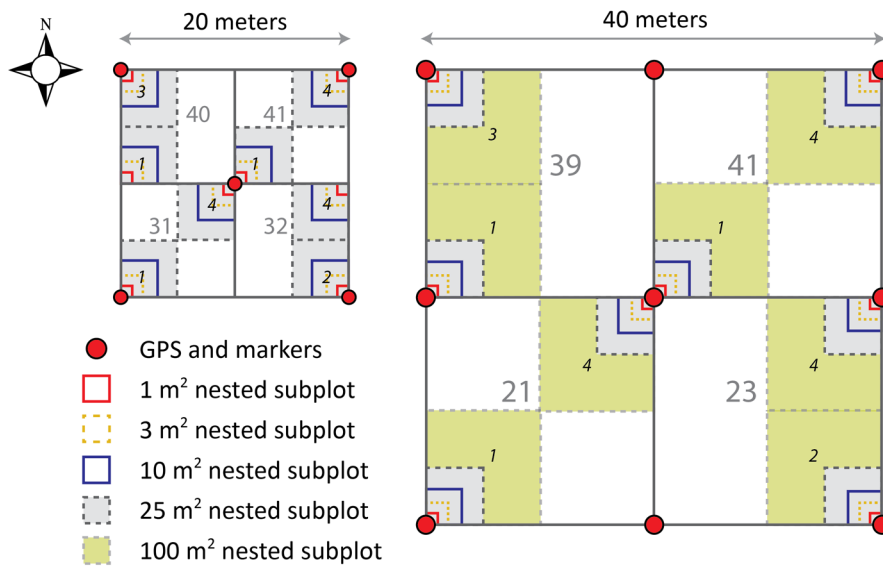 N
20 meters
40 meters
3
40
41
4
1
1
4
4
31
32
1
2
3
39
41
4
1
1
4
4
21
23
1
2
GPS and markers
1 m² nested subplot
3 m² nested subplot
10 m² nested subplot
25 m² nested subplot
100 m² nested subplot